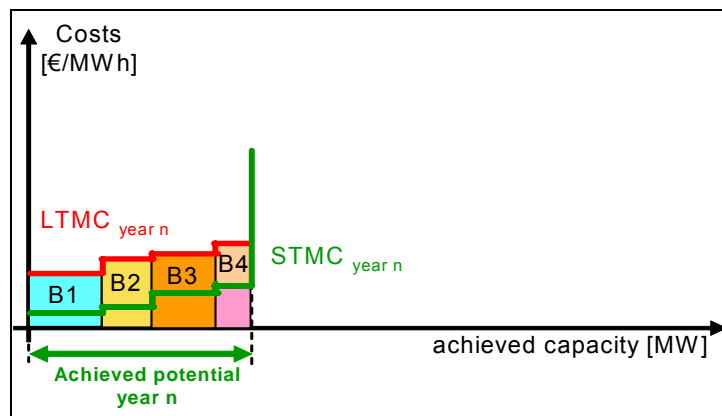 Costs
[€/MWh]
LTMC year n
B1
B2
B3
B4
STMC year n
achieved capacity [MW]
Achieved potential
year n